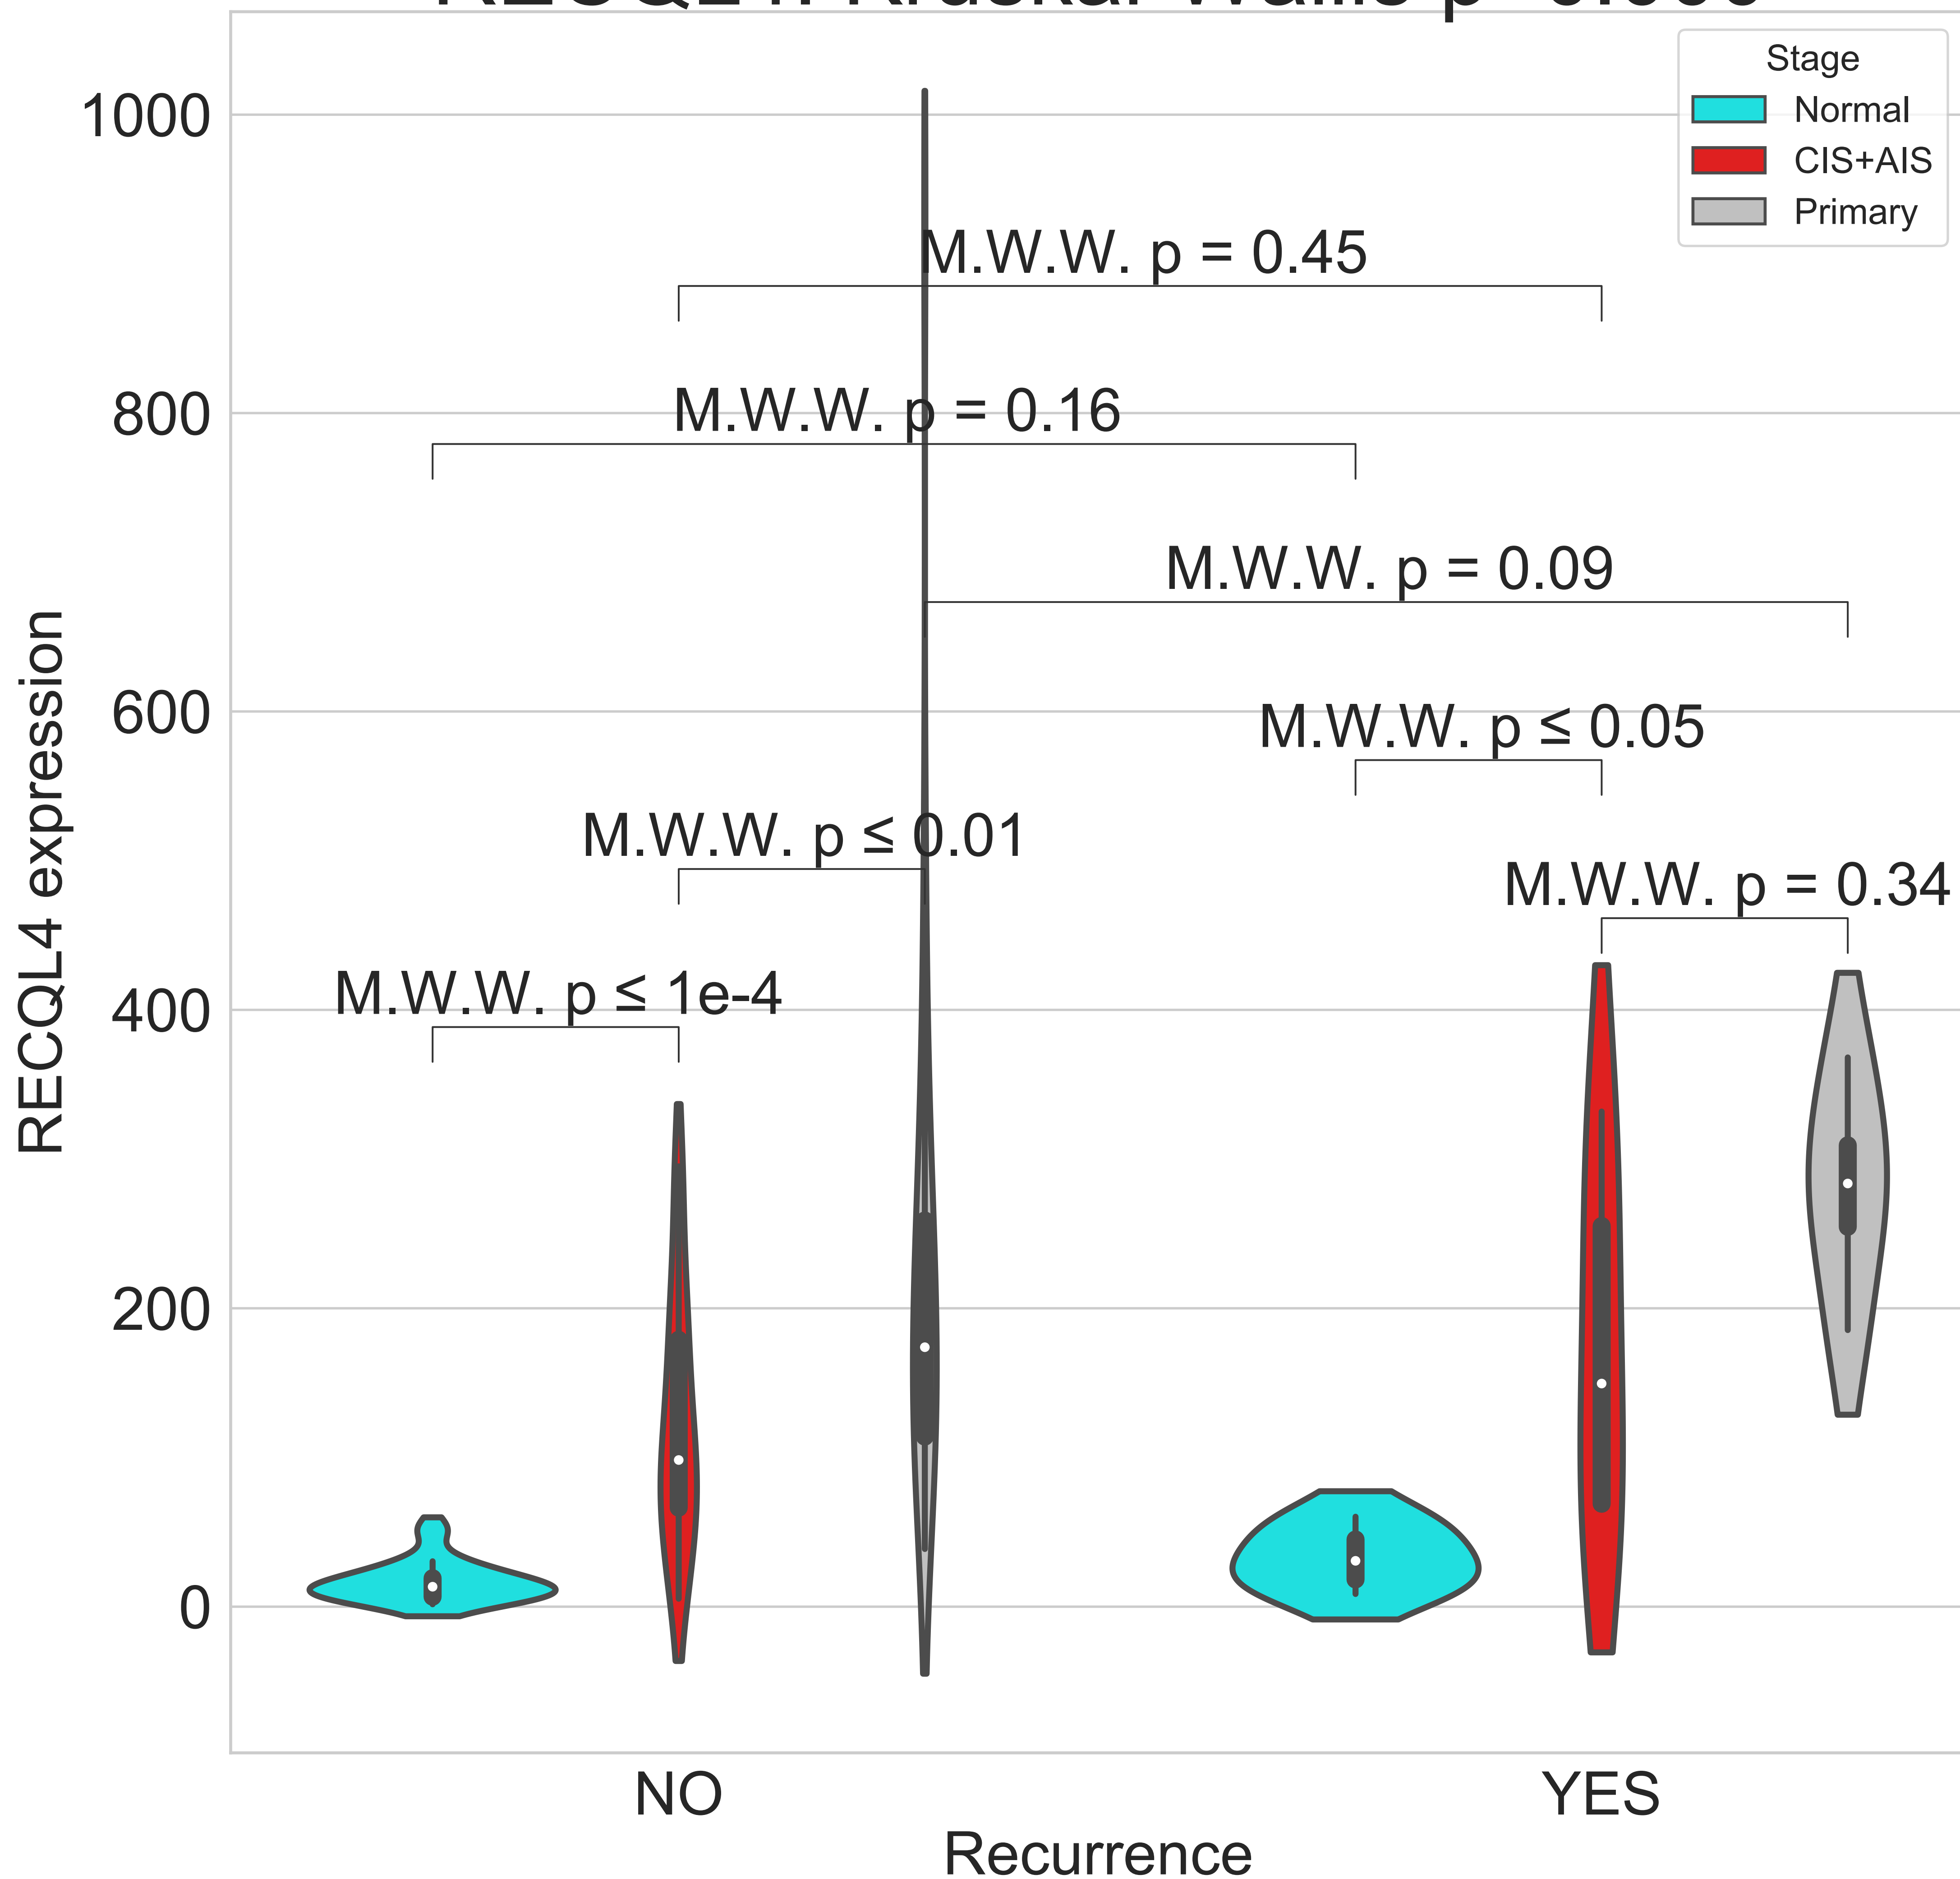 Stage
Normal
CIS+AIS
Primary
1000
800
600
400
200
0
RECQL4 expression
M.W.W. p = 0.45
M.W.W. p = 0.16
M.W.W. p = 0.09
M.W.W. p ≤ 0.05
M.W.W. p ≤ 0.01
M.W.W. p = 0.34
M.W.W. p ≤ 1e-4
NO
YES
Recurrence